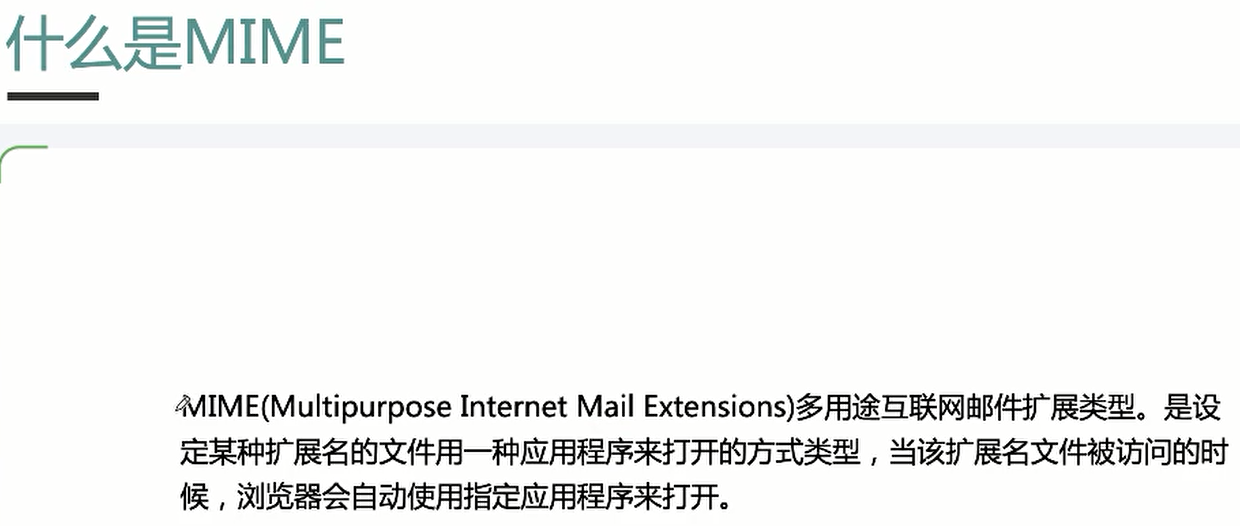 什么是MIME
MIME(Multipurpose Internet Mail Extensions)多用途互联网邮件扩展类型。是设
定某种扩展名的文件用一种应用程序来打开的方式类型，当该扩展名文件被访问的时
候，浏览器会自动使用指定应用程序来打开。